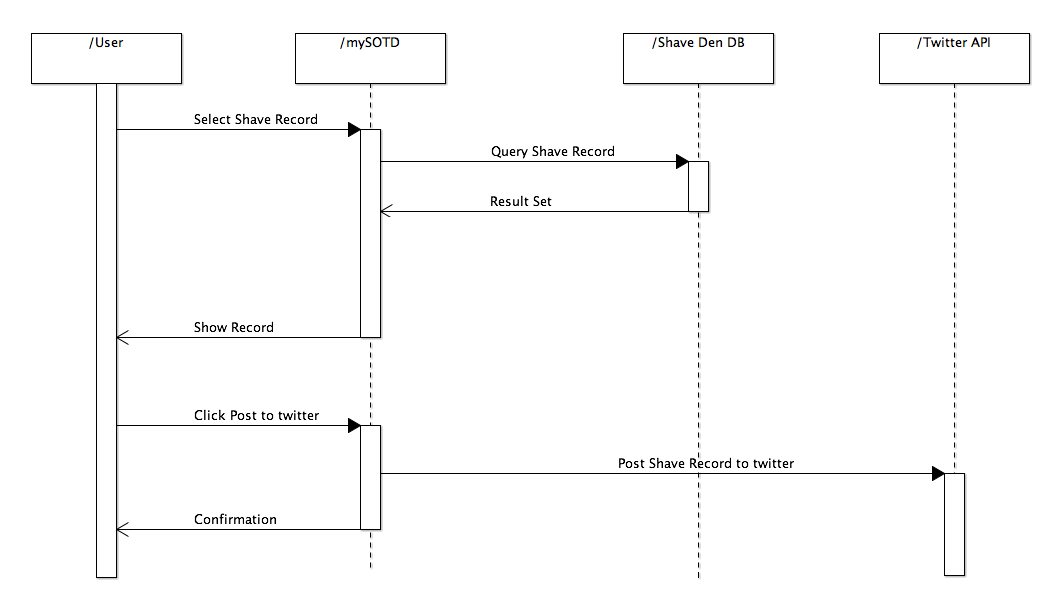 /User
/mySOTD
/Shave Den DB
/Twitter API
Select Shave Record
Query Shave Record
Result Set
Show Record
Click Post to twitter
Post Shave Record to twitter
Confirmation